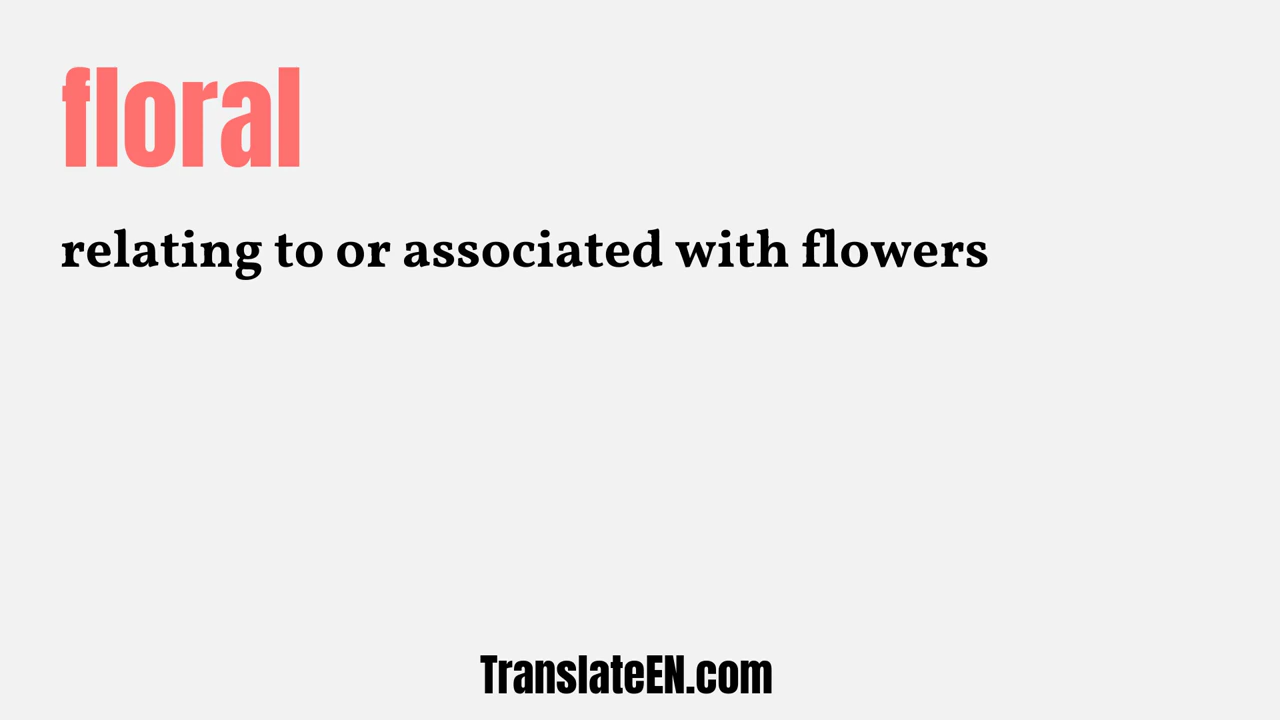 floral
relating to or associated with flowers
TranslateEN.com